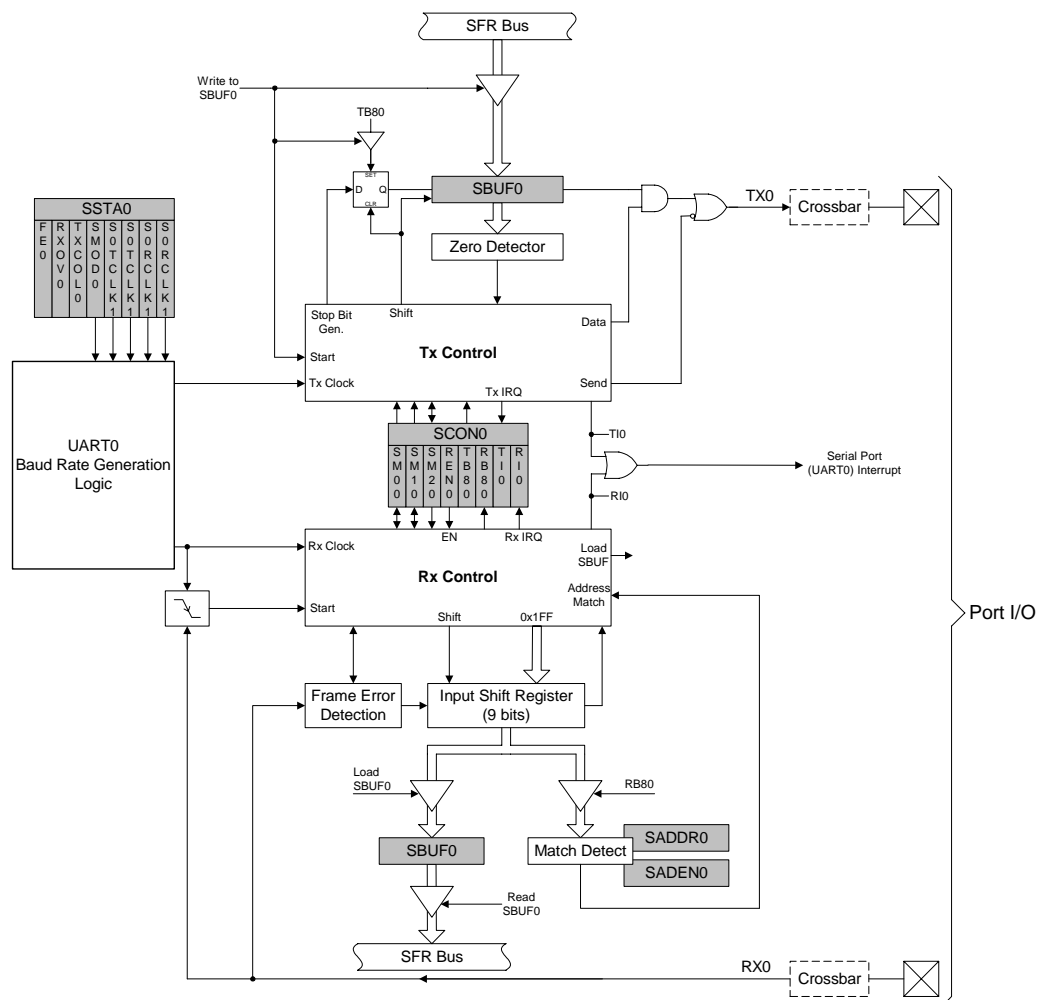 SFR Bus
Write to
SBUF0
TB80
SET
D Q
CLR
SBUF0
TX0
Crossbar
Zero Detector
SSTA0
FE0
RXOV0
TXCOL0
SMOD0
S0TCLK1
S0TCLK1
S0RCLK1
S0RCLK1
Stop Bit
Gen.
Shift
Data
Tx Control
Start
Tx Clock
Tx IRQ
Send
UART0
Baud Rate Generation
Logic
SCON0
SM00
SM10
SM20
REN0
TB80
RB80
TI0
RI0
TI0
Serial Port
(UART0) Interrupt
RI0
Rx Clock
EN
Rx IRQ
Load
SBUF
Rx Control
Address
Match
Start
Shift
0x1FF
Port I/O
Frame Error
Detection
Input Shift Register
(9 bits)
Load
SBUF0
RB80
SBUF0
Match Detect
SADDR0
SADEN0
Read
SBUF0
SFR Bus
RX0
Crossbar